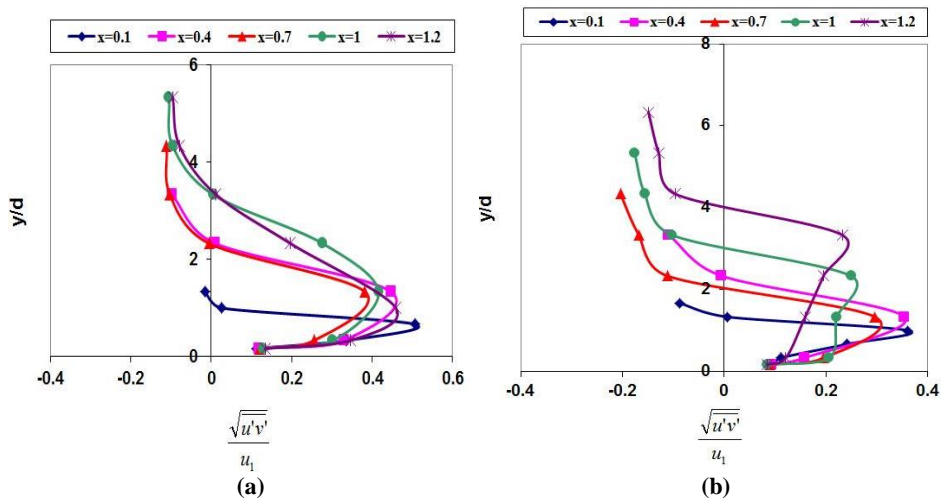 x=0.1 x=0.4 x=0.7 x=1 x=1.2
6
4
2
0
-0.4 -0.2 0 0.2 0.4 0.6
y/d
√u'v'
u₁
(a)
x=0.1 x=0.4 x=0.7 x=1 x=1.2
8
6
4
2
0
-0.4 -0.2 0 0.2 0.4
y/d
√u'v'
u₁
(b)